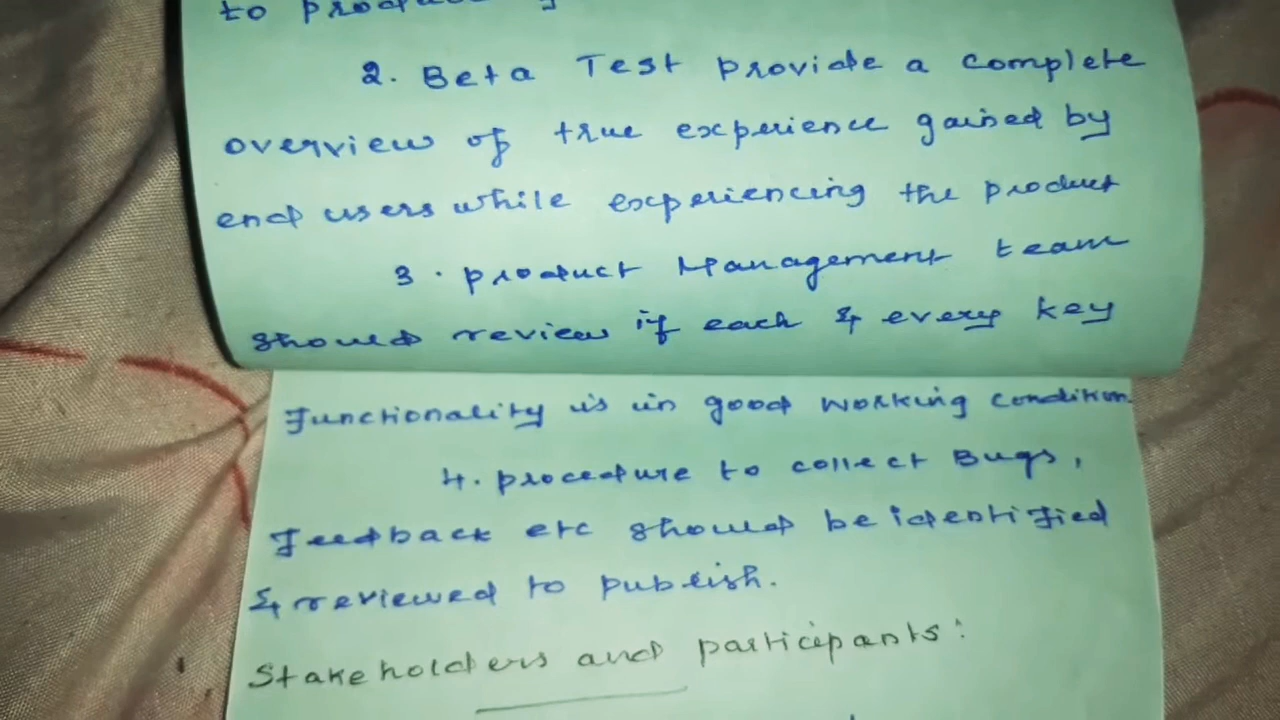 to
2. Beta Test provide a complete
overview of true experience gained by
end users while experiencing the product
3. product Management team
should review if each & every key
functionality is in good working condition.
4. procedure to collect Bugs,
feedback etc should be identified
& reviewed to publish.
Stakeholders and participants: